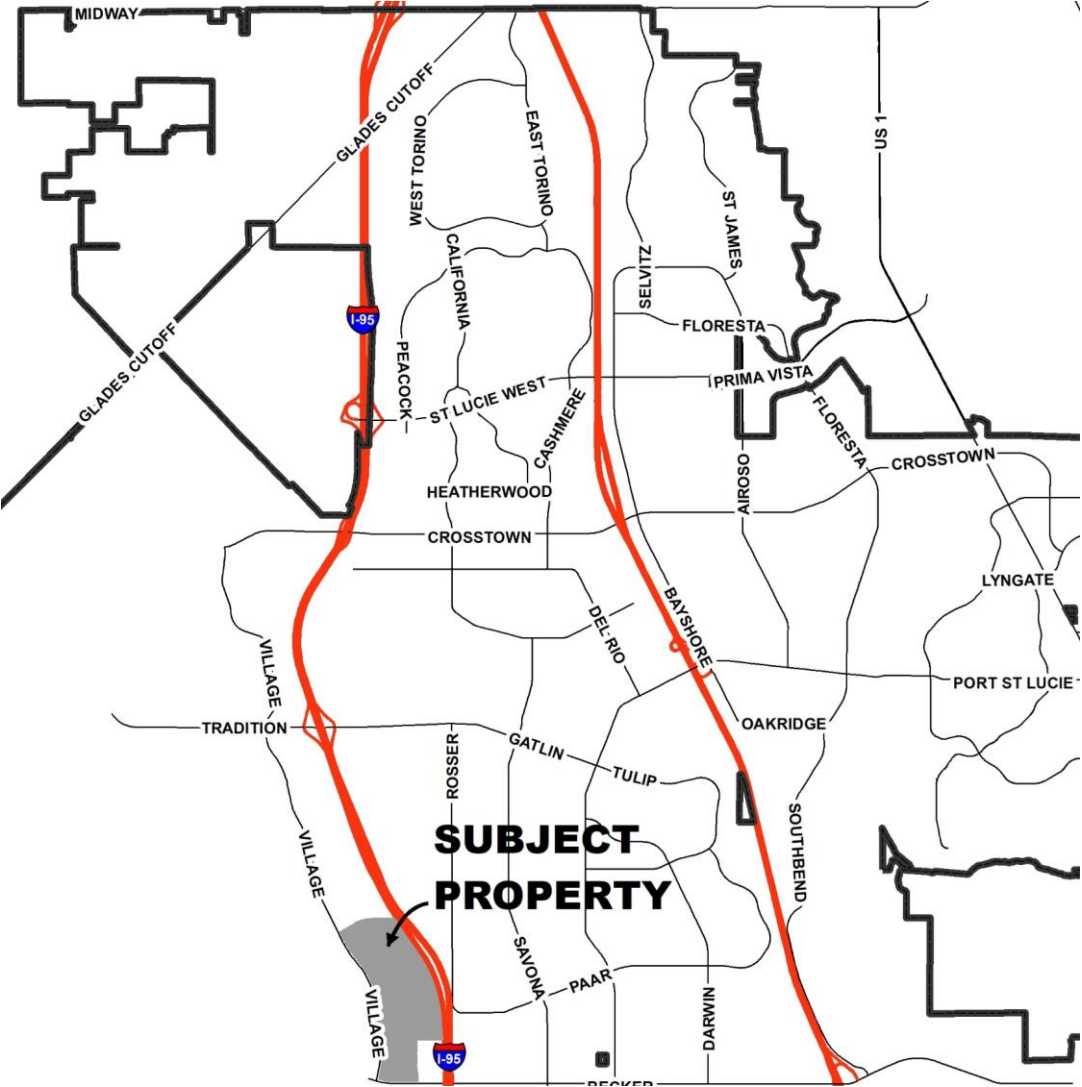 MIDWAY
GLADES CUTOFF
WEST TORINO
EAST TORINO
US 1
ST JAMES
SELVITZ
CALIFORNIA
I-95
GLADES CUTOFF
PEACOCK
FLORESTA
PRIMA VISTA
ST LUCIE WEST
CASHMERE
FLORESTA
CROSSTOWN
AIROSO
HEATHERWOOD
CROSSTOWN
LYNGATE
BAYSHORE
DEL RIO
VILLAGE
PORT ST LUCIE
TRADITION
OAKRIDGE
GATLIN
ROSSER
TULIP
SUBJECT
PROPERTY
VILLAGE
SOUTHBEND
SAVONA
PAAR
VILLAGE
DARWIN
I-95
BECKER